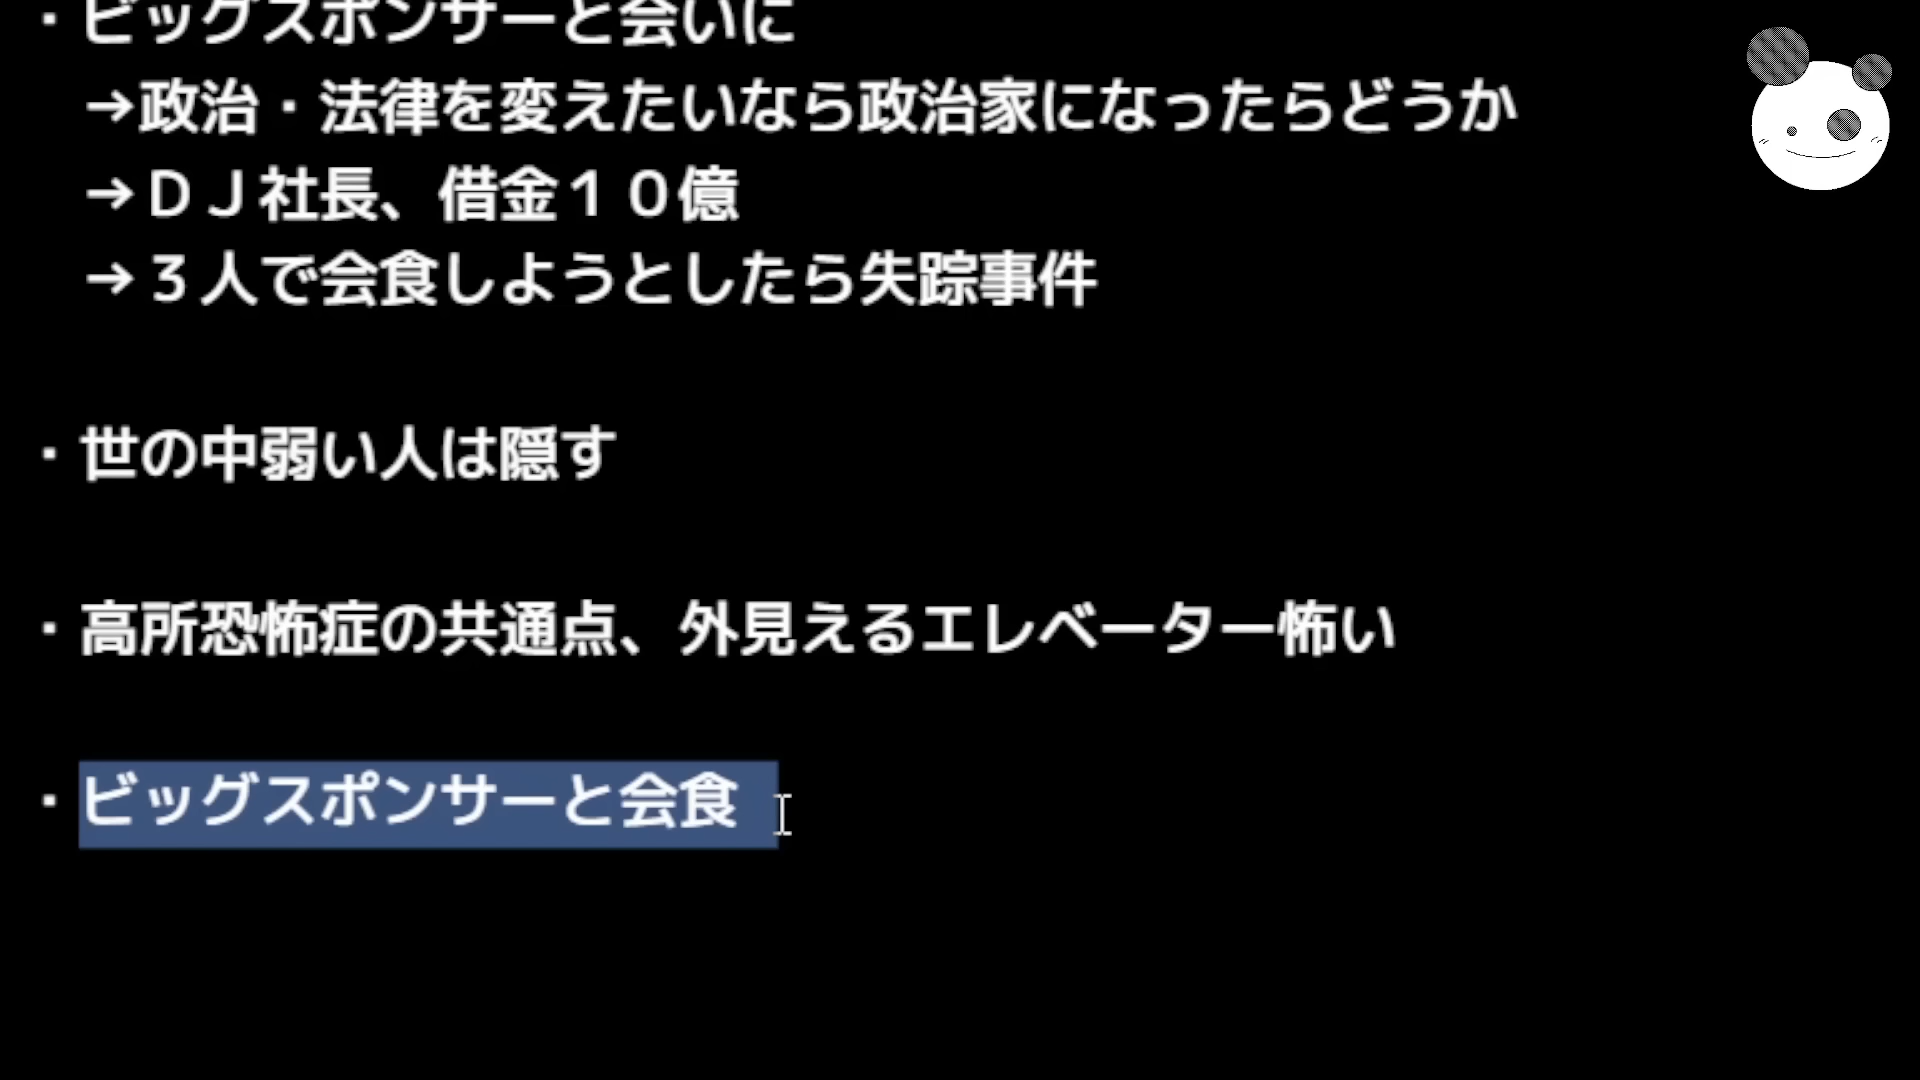 ・ビッグスポンサーと会いに
→政治・法律を変えたいなら政治家になったらどうか
→ＤＪ社長、借金１０億
→３人で会食しようとしたら失踪事件
・世の中弱い人は隠す
・高所恐怖症の共通点、外見えるエレベーター怖い
・ビッグスポンサーと会食